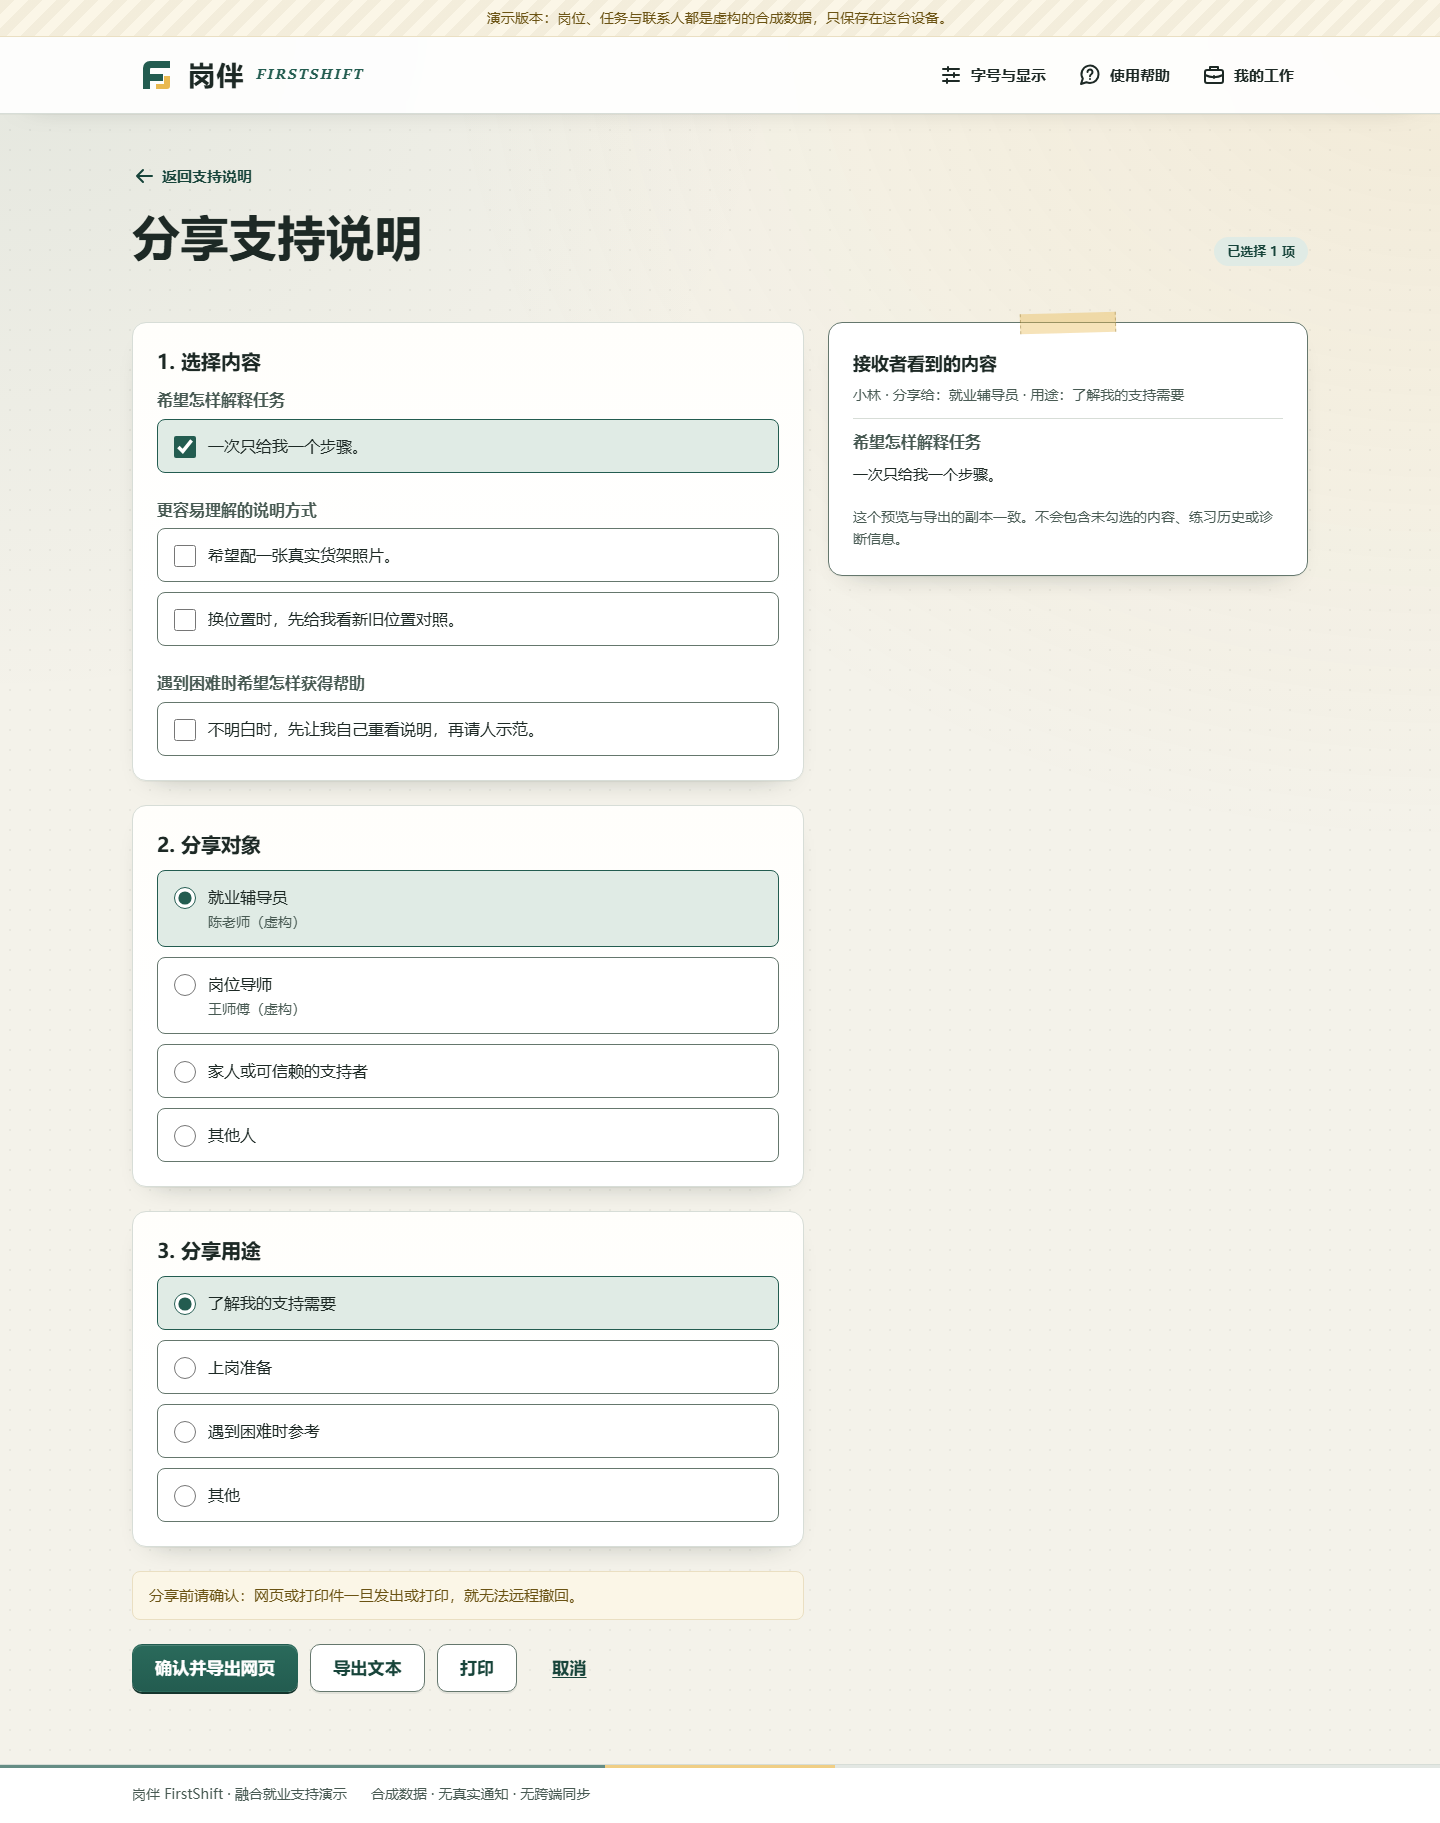 演示版本：岗位、任务与联系人都是虚构的合成数据，只保存在这台设备。
岗伴 FIRSTSHIFT
字号与显示
使用帮助
我的工作
返回支持说明
分享支持说明
已选择 1 项
1. 选择内容
希望怎样解释任务
一次只给我一个步骤。
更容易理解的说明方式
希望配一张真实货架照片。
换位置时，先给我看新旧位置对照。
遇到困难时希望怎样获得帮助
不明白时，先让我自己重看说明，再请人示范。
接收者看到的内容
小林 · 分享给：就业辅导员 · 用途：了解我的支持需要
希望怎样解释任务
一次只给我一个步骤。
这个预览与导出的副本一致。不会包含未勾选的内容、练习历史或诊
断信息。
2. 分享对象
就业辅导员
陈老师（虚构）
岗位导师
王师傅（虚构）
家人或可信赖的支持者
其他人
3. 分享用途
了解我的支持需要
上岗准备
遇到困难时参考
其他
分享前请确认：网页或打印件一旦发出或打印，就无法远程撤回。
确认并导出网页
导出文本
打印
取消
岗伴 FirstShift · 融合就业支持演示
合成数据 · 无真实通知 · 无跨端同步